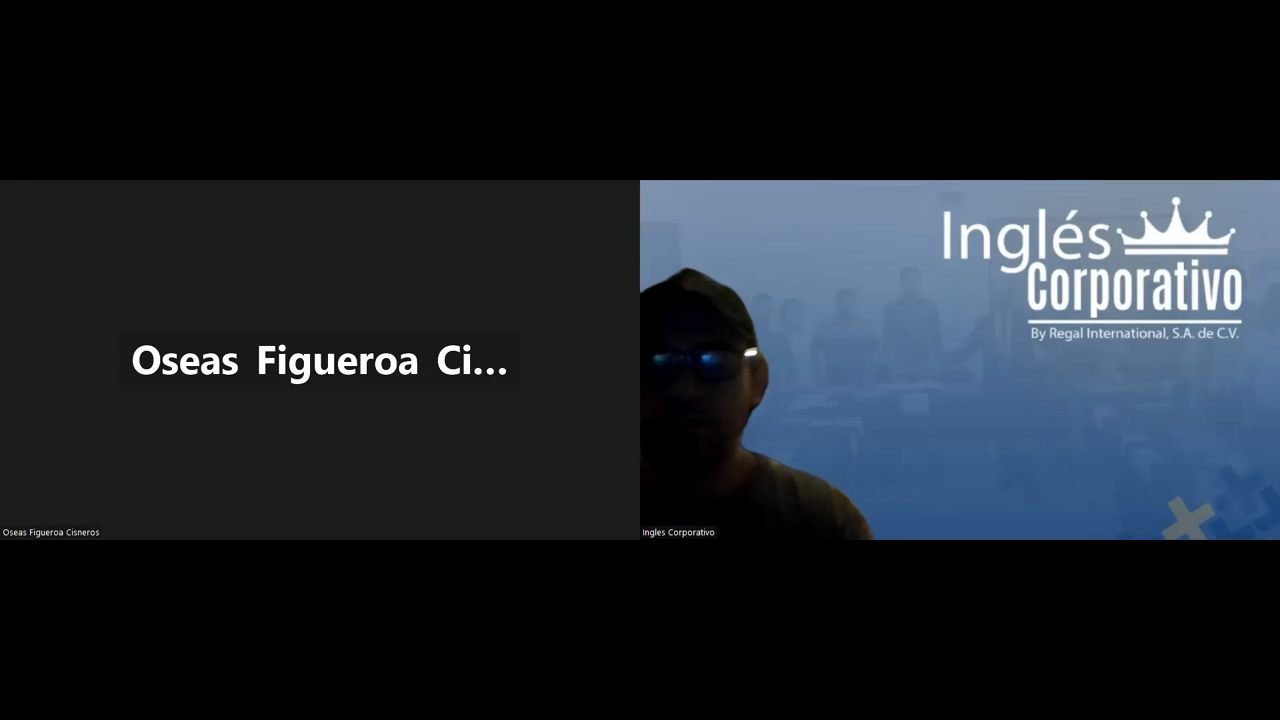 Oseas Figueroa Ci...
Oseas Figueroa Cisneros
Inglés
Corporativo
By Regal International, S.A. de C.V.
Ingles Corporativo